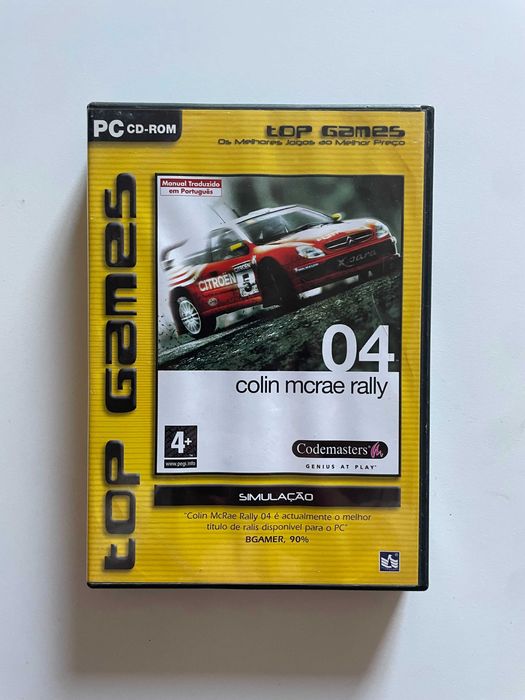 PC CD-ROM
TOP GAMES
Os Melhores Jogos ao Melhor Preço
TOP GAMES
Manual Traduzido
em Português
CITROËN
5
Xsara
04
colin mcrae rally
4+
www.pegi.info
Codemasters
GENIUS AT PLAY
SIMULAÇÃO
"Colin McRae Rally 04 é actualmente o melhor
título de ralis disponível para o PC"
BGAMER, 90%